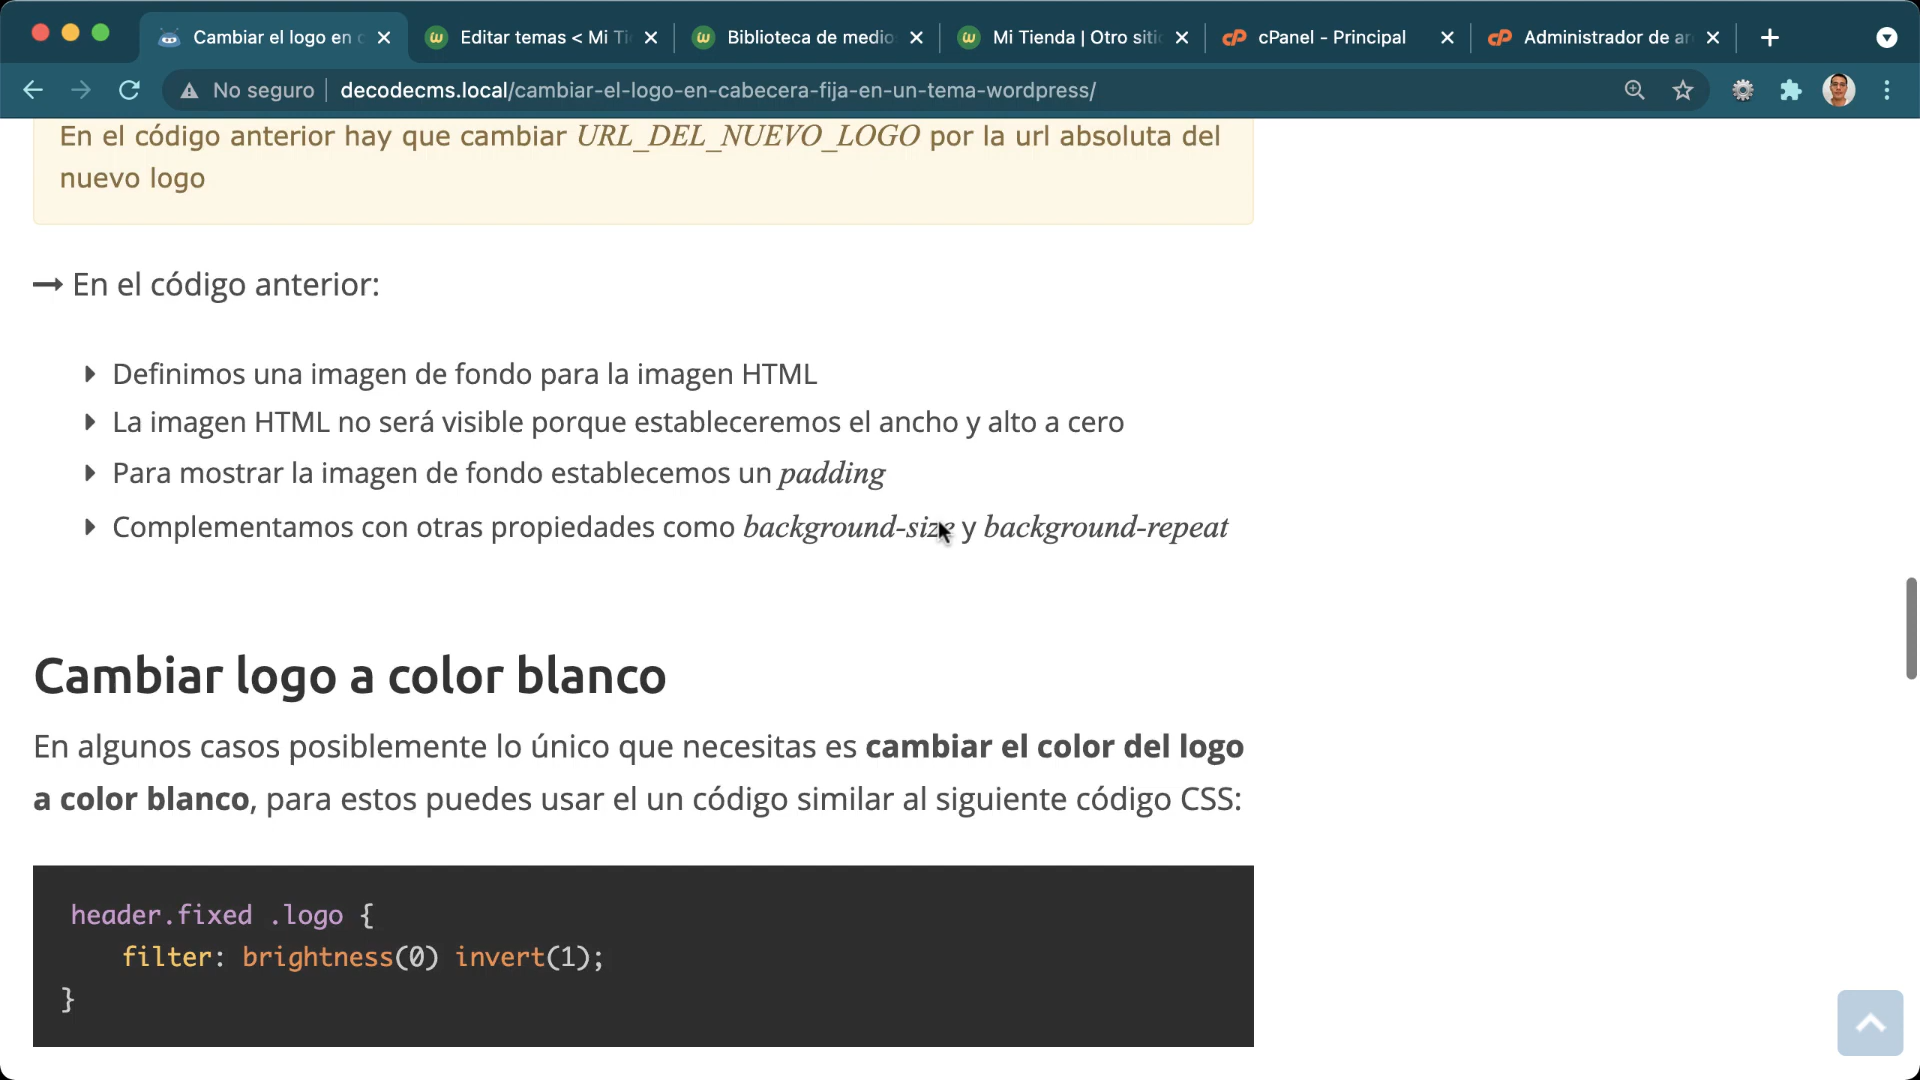 Cambiar el logo en
Editar temas < Mi Ti
Biblioteca de medio
Mi Tienda | Otro siti
cPanel - Principal
Administrador de ar
No seguro
decodecms.local/cambiar-el-logo-en-cabecera-fija-en-un-tema-wordpress/
En el código anterior hay que cambiar URL_DEL_NUEVO_LOGO por la url absoluta del
nuevo logo
→ En el código anterior:
Definimos una imagen de fondo para la imagen HTML
La imagen HTML no será visible porque estableceremos el ancho y alto a cero
Para mostrar la imagen de fondo establecemos un padding
Complementamos con otras propiedades como background-size y background-repeat
Cambiar logo a color blanco
En algunos casos posiblemente lo único que necesitas es cambiar el color del logo
a color blanco, para estos puedes usar el un código similar al siguiente código CSS:
header.fixed .logo {
filter: brightness(0) invert(1);
}